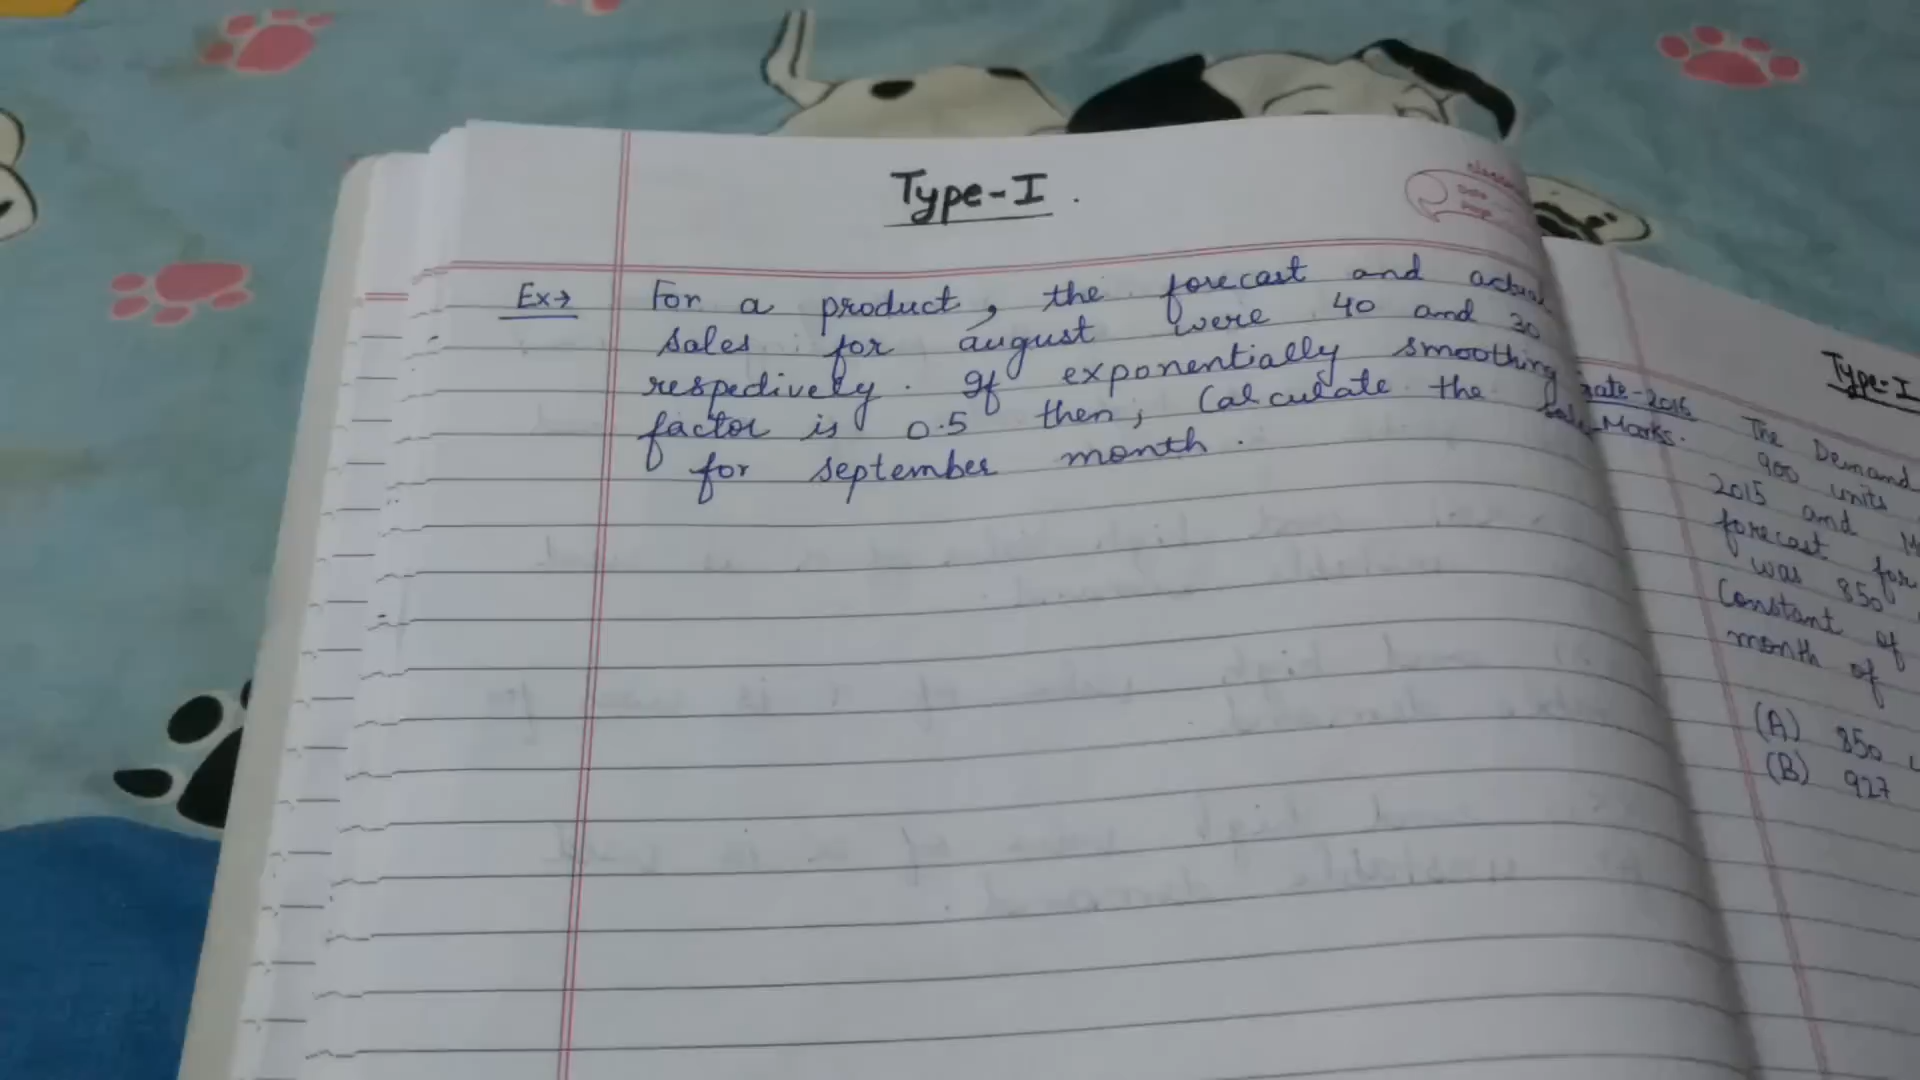 Type-I.
Ex→ For a product, the forecast and actual
sales for august were 40 and 30
respectively. If exponentially smoothing
factor is 0.5 then, Calculate the
for september month.
Type-I
gate-2016
Marks.
The Demand
900 units
2015 and
forecast for
was 850
Constant of
month of
(A) 850
(B) 927